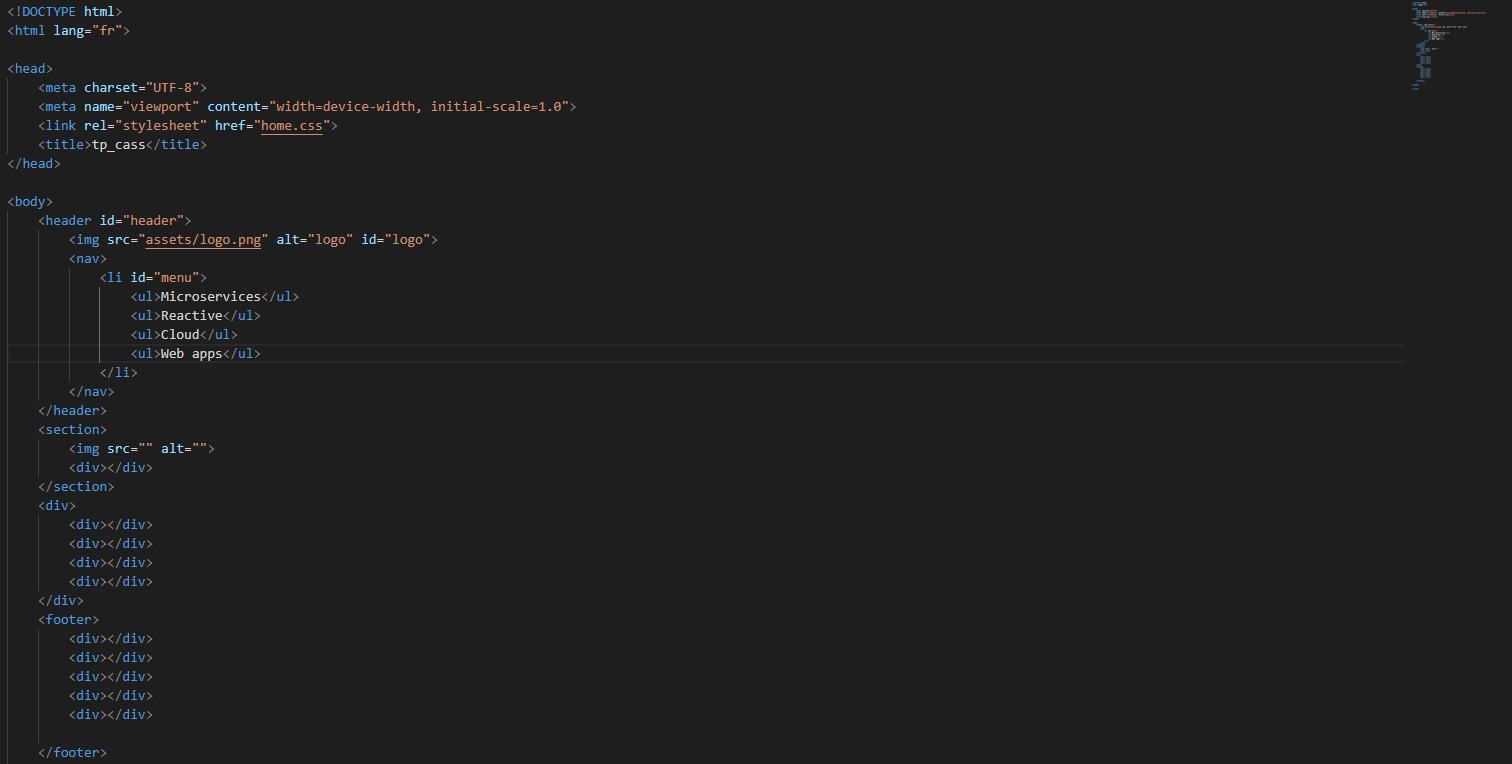 <!DOCTYPE html>
<html lang="fr">
<head>
<meta charset="UTF-8">
<meta name="viewport" content="width=device-width, initial-scale=1.0">
<link rel="stylesheet" href="home.css">
<title>tp_cass</title>
</head>
<body>
<header id="header">
<img src="assets/logo.png" alt="logo" id="logo">
<nav>
<li id="menu">
<ul>Microservices</ul>
<ul>Reactive</ul>
<ul>Cloud</ul>
<ul>Web apps</ul>
</li>
</nav>
</header>
<section>
<img src="" alt="">
<div></div>
</section>
<div>
<div></div>
<div></div>
<div></div>
<div></div>
</div>
<footer>
<div></div>
<div></div>
<div></div>
<div></div>
<div></div>
</footer>